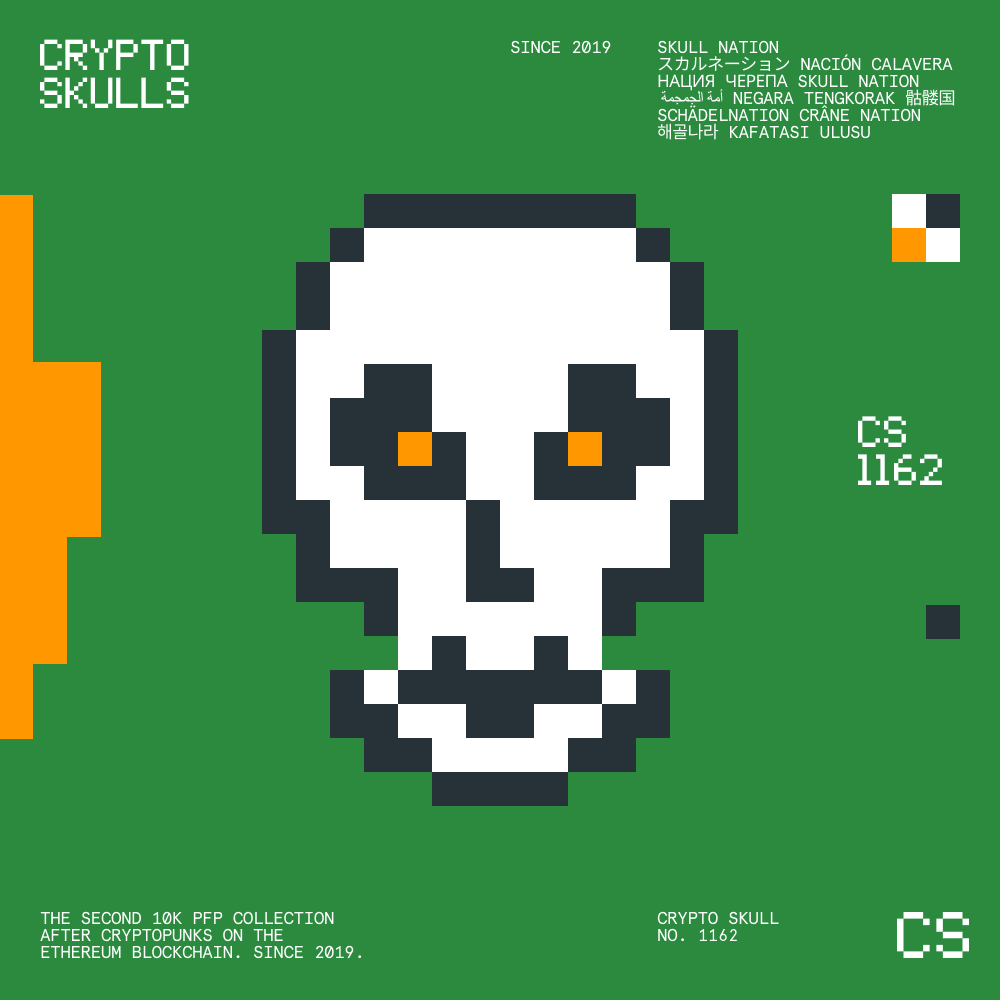 CRYPTO
SKULLS
SINCE 2019
SKULL NATION
スカルネーション NACIÓN CALAVERA
НАЦИЯ ЧЕРЕПА SKULL NATION
أمة الجمجمة NEGARA TENGKORAK 骷髅国
SCHÄDELNATION CRÂNE NATION
해골나라 KAFATASI ULUSU
CS
1162
THE SECOND 10K PFP COLLECTION
AFTER CRYPTOPUNKS ON THE
ETHEREUM BLOCKCHAIN. SINCE 2019.
CRYPTO SKULL
NO. 1162
CS